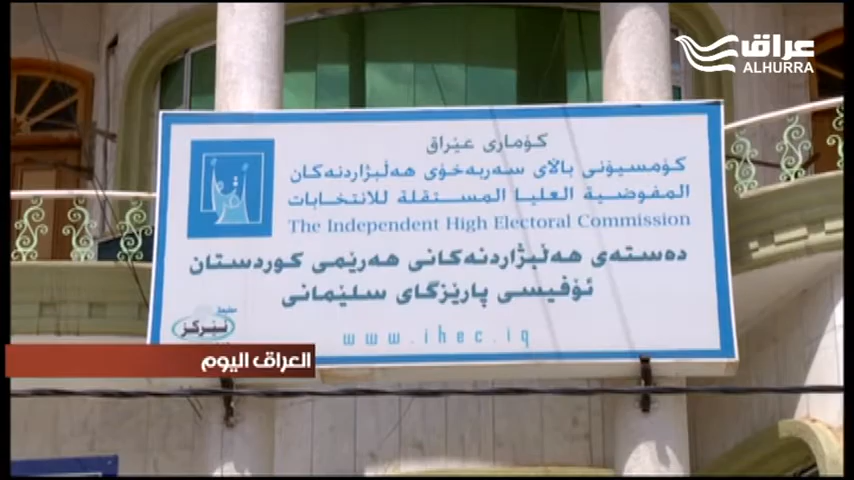 عراق
ALHURRA
كۆماری عێراق
كۆمسیۆنی باڵای سەربەخۆی هەڵبژاردنەكان
المفوضية العليا المستقلة للانتخابات
The Independent High Electoral Commission
دەستەی هەڵبژاردنەكانی هەرێمی كوردستان
ئۆفیسی پارێزگای سلێمانی
www.ihec.iq
العراق اليوم